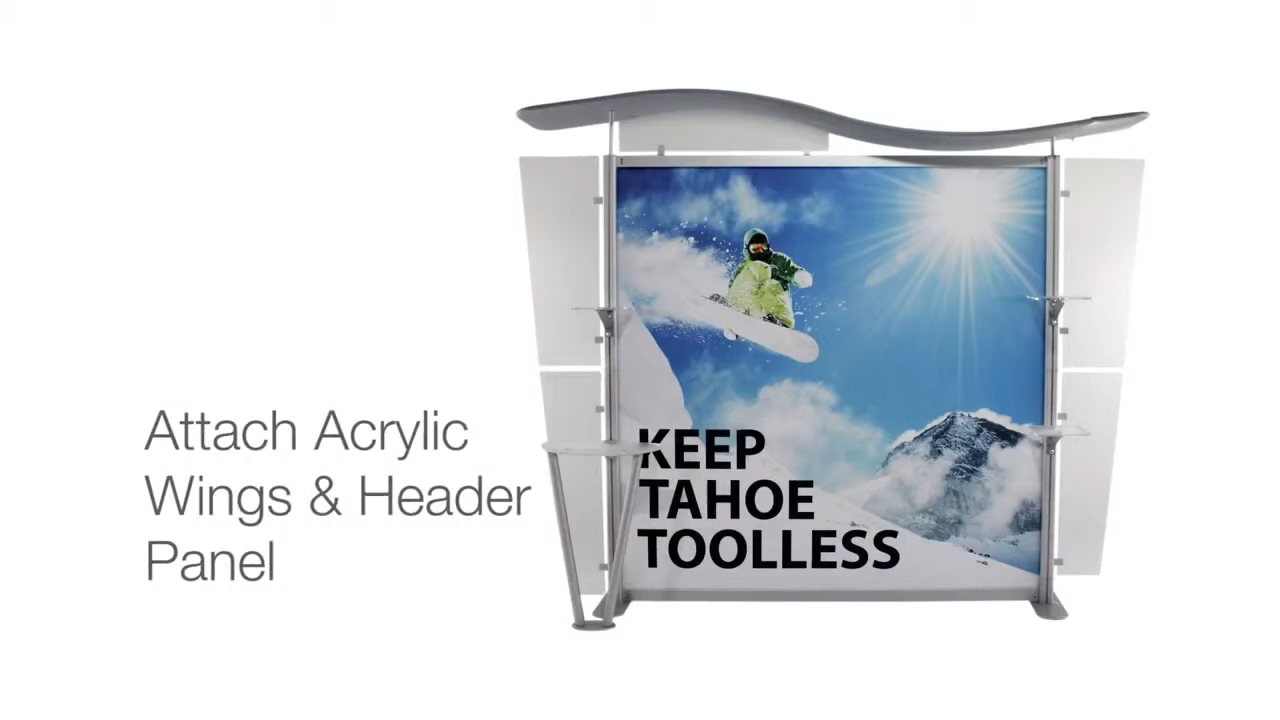 Attach Acrylic
Wings & Header
Panel
KEEP
TAHOE
TOOLLESS